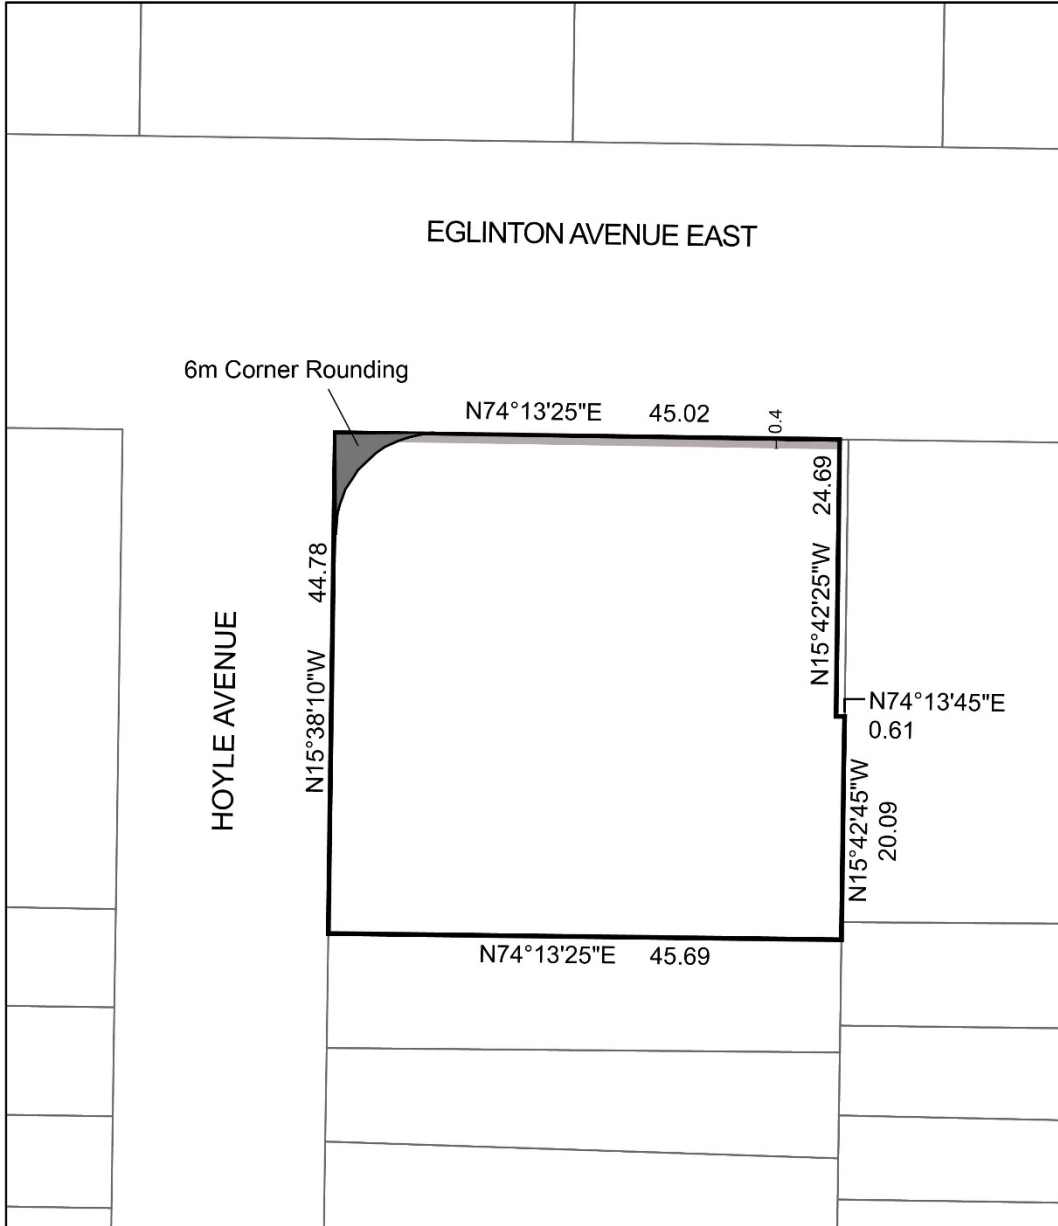 EGLINTON AVENUE EAST
6m Corner Rounding
N74°13'25"E 45.02
0.4
24.69
N15°42'25"W
44.78
N15°38'10"W
HOYLE AVENUE
N74°13'45"E
0.61
N15°42'45"W
20.09
N74°13'25"E 45.69